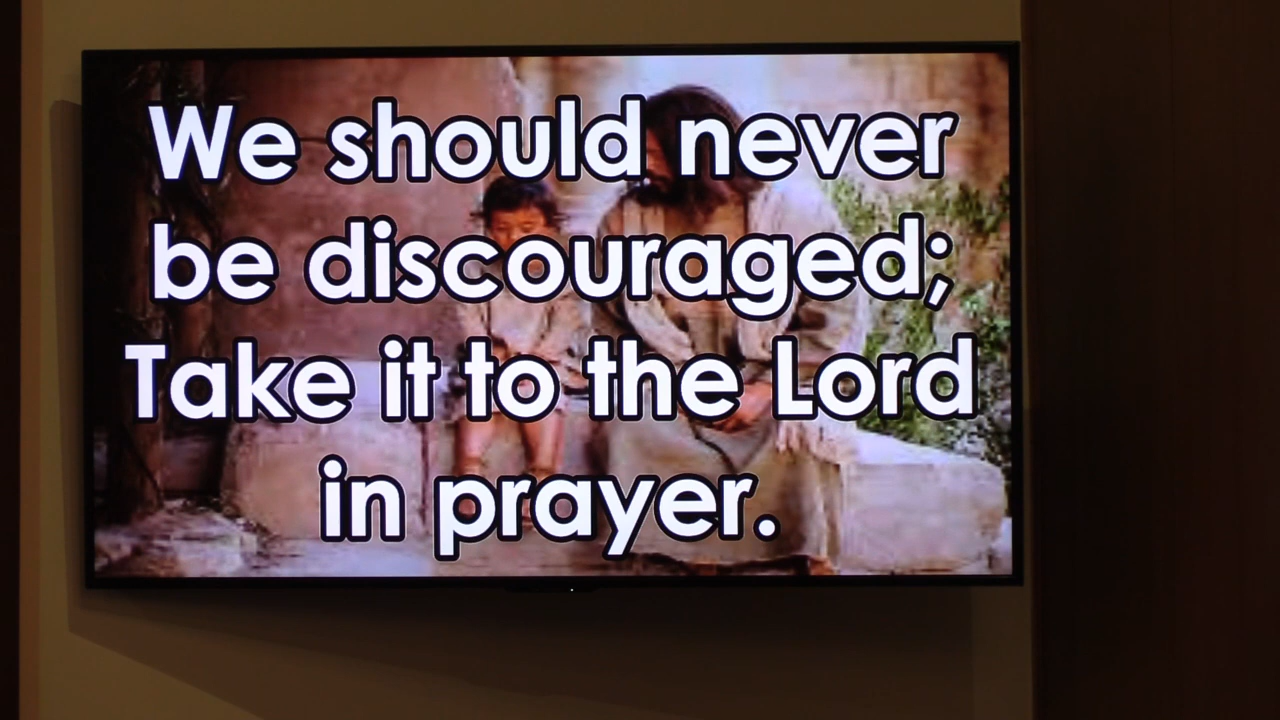 We should never
be discouraged;
Take it to the Lord
in prayer.